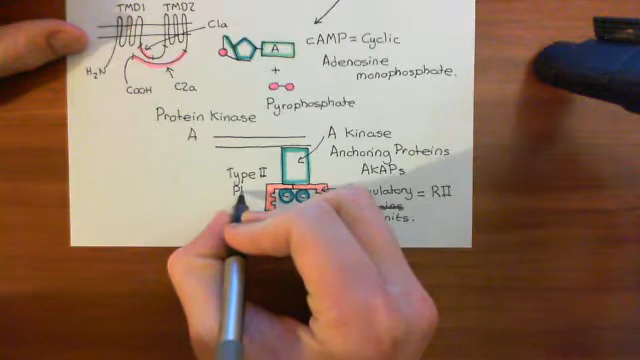 TMD1 TMD2
C1a
H2N
COOH C2a
A
cAMP = Cyclic
Adenosine
monophosphate.
+
Pyrophosphate
Protein Kinase
A
A Kinase
Anchoring Proteins
AKAPs
Type II
= RII